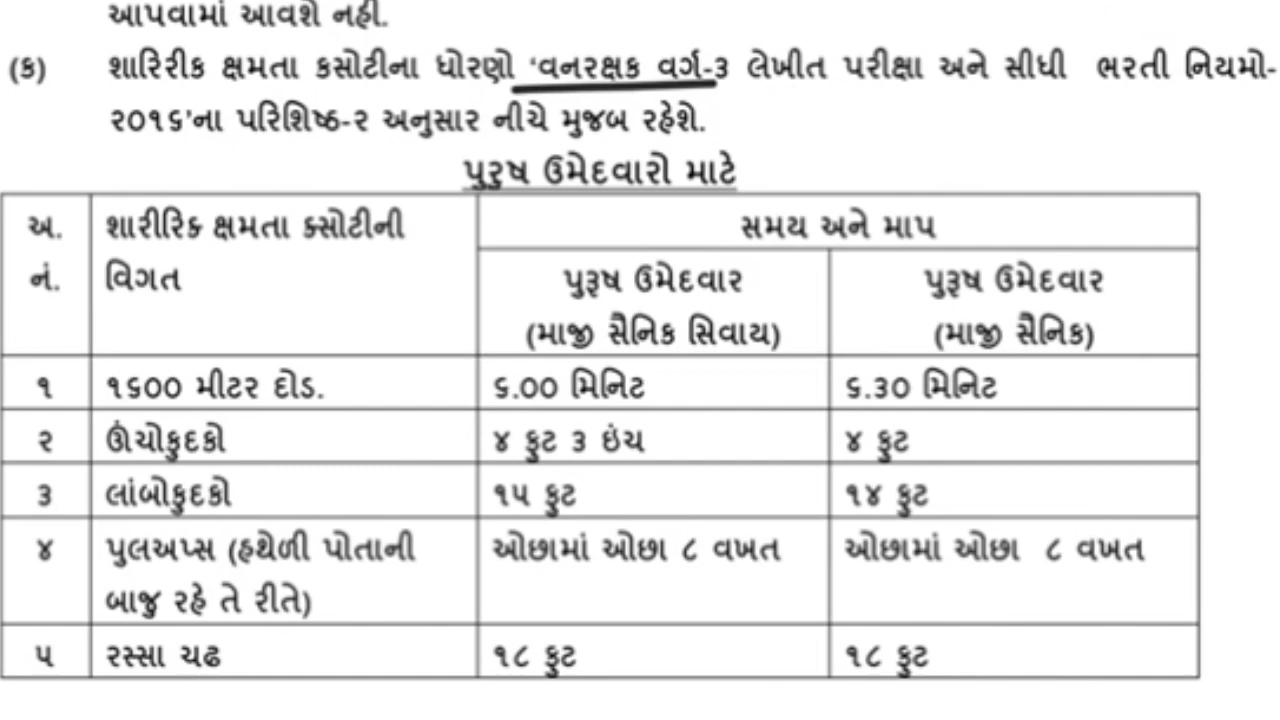 આપવામાં આવશે નહી.
(ક) શારિરીક ક્ષમતા કસોટીના ધોરણો ‘વનરક્ષક વર્ગ-૩ લેખીત પરીક્ષા અને સીધી ભરતી નિયમો-
૨૦૧૬’ના પરિશિષ્ઠ-૨ અનુસાર નીચે મુજબ રહેશે.
પુરુષ ઉમેદવારો માટે
અ. શારીરિક ક્ષમતા ક્સોટીની સમય અને માપ
નં. વિગત પુરૂષ ઉમેદવાર પુરૂષ ઉમેદવાર
(માજી સૈનિક સિવાય) (માજી સૈનિક)
૧ ૧૬૦૦ મીટર દોડ. ૬.૦૦ મિનિટ ૬.૩૦ મિનિટ
૨ ઊંચોકુદકો ૪ ફુટ ૩ ઇંચ ૪ ફુટ
૩ લાંબોકુદકો ૧૫ ફુટ ૧૪ ફુટ
૪ પુલઅપ્સ (હથેળી પોતાની ઓછામાં ઓછા ૮ વખત ઓછામાં ઓછા ૮ વખત
બાજુ રહે તે રીતે)
૫ રસ્સા ચઢ ૧૮ ફુટ ૧૮ ફુટ